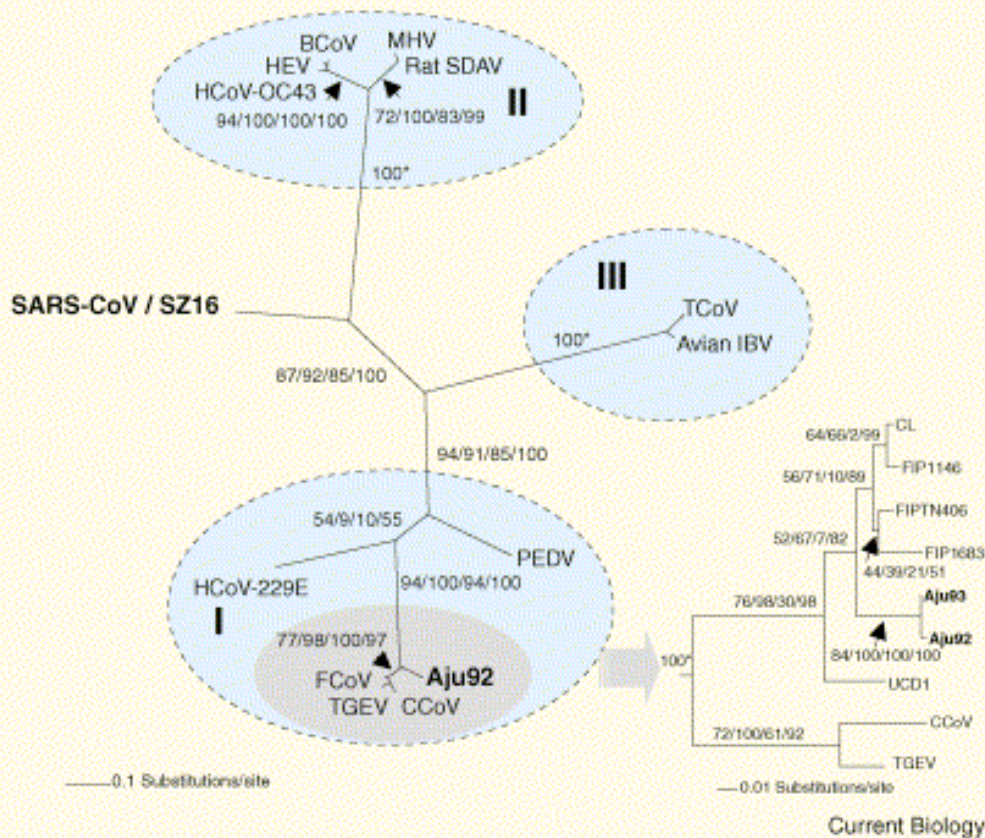 BCoV
MHV
HEV
Rat SDAV
HCoV-OC43
II
94/100/100/100
72/100/83/99
100*
SARS-CoV / SZ16
III
TCoV
100*
Avian IBV
87/92/85/100
94/91/85/100
54/9/10/55
PEDV
HCoV-229E
I
94/100/94/100
77/98/100/97
FCoV
Aju92
TGEV CCoV
0.1 Substitutions/site
CL
64/66/2/99
FIP1146
56/71/10/89
FIPTN406
52/67/7/82
FIP1683
44/39/21/51
Aju93
76/98/30/98
Aju92
84/100/100/100
100*
UCD1
CCoV
72/100/61/92
TGEV
0.01 Substitutions/site
Current Biology